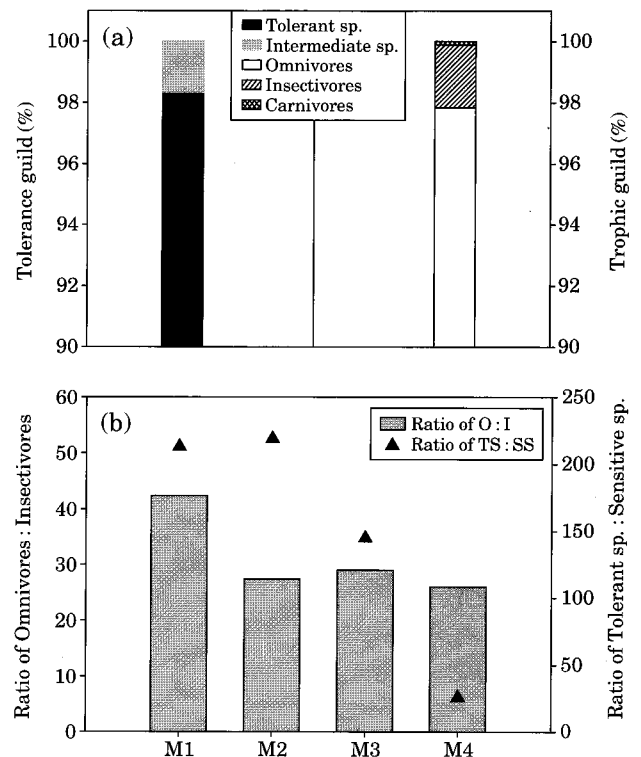 (a)
Tolerant sp.
Intermediate sp.
Omnivores
Insectivores
Carnivores
Tolerance guild (%)
100
98
96
94
92
90
Trophic guild (%)
100
98
96
94
92
90
(b)
Ratio of O : I
Ratio of TS : SS
Ratio of Omnivores : Insectivores
60
50
40
30
20
10
0
Ratio of Tolerant sp. : Sensitive sp.
250
220
150
100
50
0
M1 M2 M3 M4